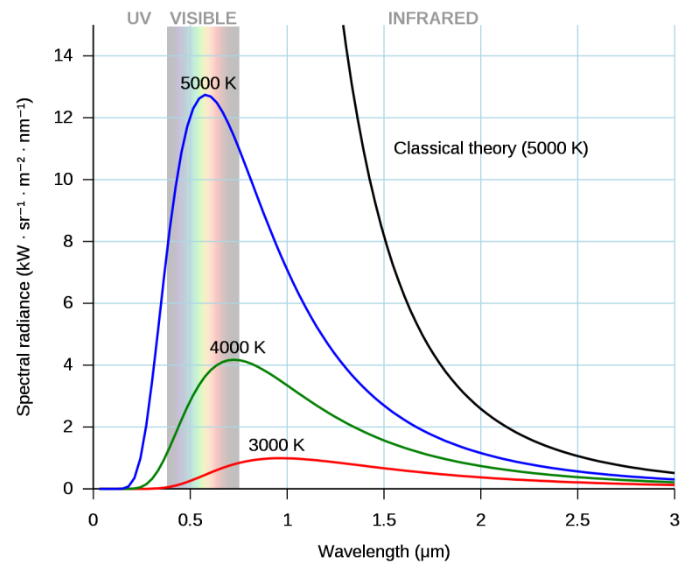 UV VISIBLE INFRARED
14
12
10
8
6
4
2
0
Spectral radiance (kW · sr⁻¹ · m⁻² · nm⁻¹)
5000 K
Classical theory (5000 K)
4000 K
3000 K
0 0.5 1 1.5 2 2.5 3
Wavelength (μm)